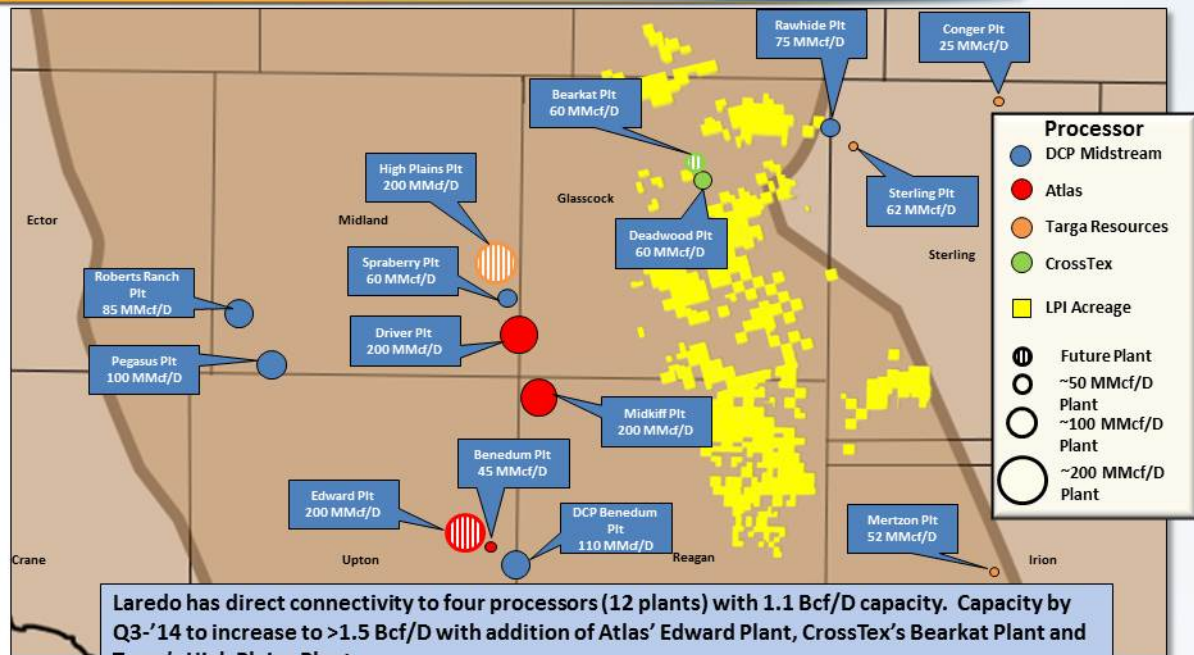 Rawhide Plt
75 MMcf/D
Conger Plt
25 MMcf/D
Bearkat Plt
60 MMcf/D
High Plains Plt
200 MMcf/D
Glasscock
Ector
Midland
Deadwood Plt
60 MMcf/D
Sterling Plt
62 MMcf/D
Sterling
Spraberry Plt
60 MMcf/D
Roberts Ranch
Plt
85 MMcf/D
Driver Plt
200 MMcf/D
Pegasus Plt
100 MMcf/D
Midkiff Plt
200 MMcf/D
Benedum Plt
45 MMcf/D
Edward Plt
200 MMcf/D
DCP Benedum
Plt
110 MMcf/D
Mertzon Plt
52 MMcf/D
Crane
Upton
Reagan
Irion
Processor
DCP Midstream
Atlas
Targa Resources
CrossTex
LPI Acreage
Future Plant
~50 MMcf/D
Plant
~100 MMcf/D
Plant
~200 MMcf/D
Plant
Laredo has direct connectivity to four processors (12 plants) with 1.1 Bcf/D capacity. Capacity by
Q3-’14 to increase to >1.5 Bcf/D with addition of Atlas’ Edward Plant, CrossTex’s Bearkat Plant and
Targa’s High Plains Plant